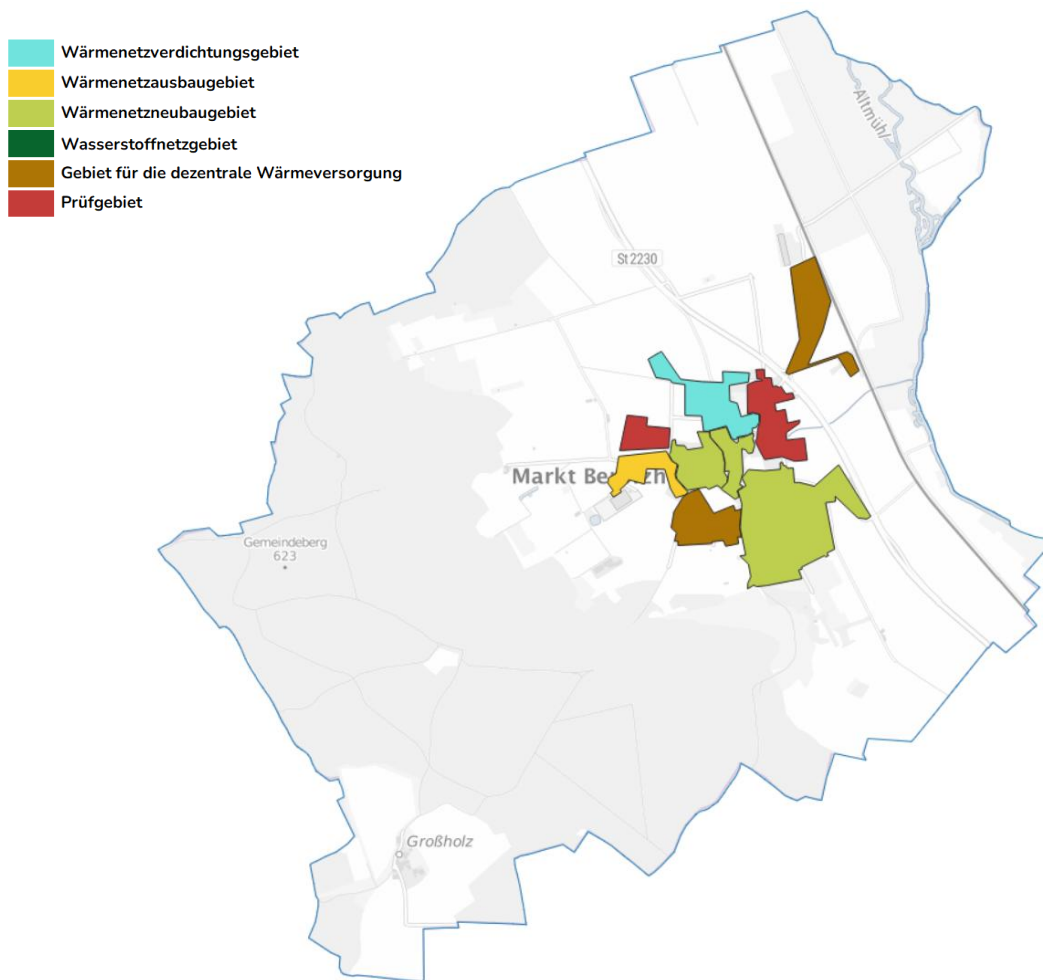 Wärmenetzverdichtungsgebiet
Wärmenetzausbaugebiet
Wärmenetzneubaugebiet
Wasserstoffnetzgebiet
Gebiet für die dezentrale Wärmeversorgung
Prüfgebiet
Altmühl
St 2230
Markt
Gemeindeberg
623
Großholz